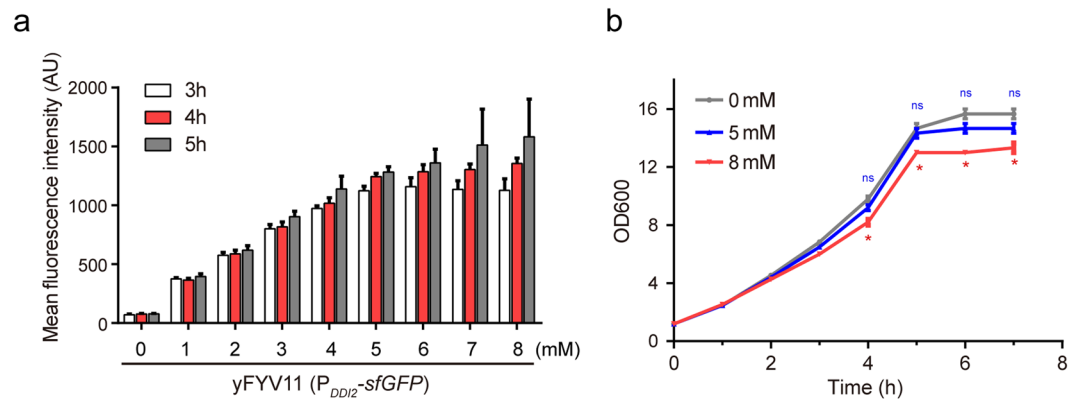 a
Mean fluorescence intensity (AU)
2000
1500
1000
500
0
3h
4h
5h
0 1 2 3 4 5 6 7 8 (mM)
yFYV11 (PDDI2-sfGFP)
b
OD600
16
12
8
4
0
0 mM
5 mM
8 mM
ns
ns
ns
ns
*
*
*
*
0 2 4 6 8
Time (h)